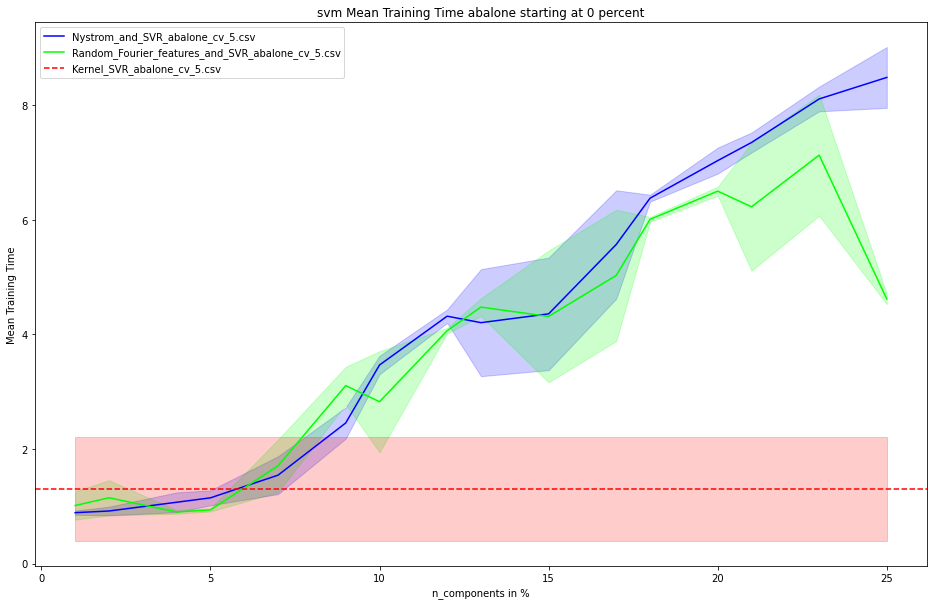 svm Mean Training Time abalone starting at 0 percent
Nystrom_and_SVR_abalone_cv_5.csv
Random_Fourier_features_and_SVR_abalone_cv_5.csv
Kernel_SVR_abalone_cv_5.csv
8
6
4
2
0
Mean Training Time
0 5 10 15 20 25
n_components in %